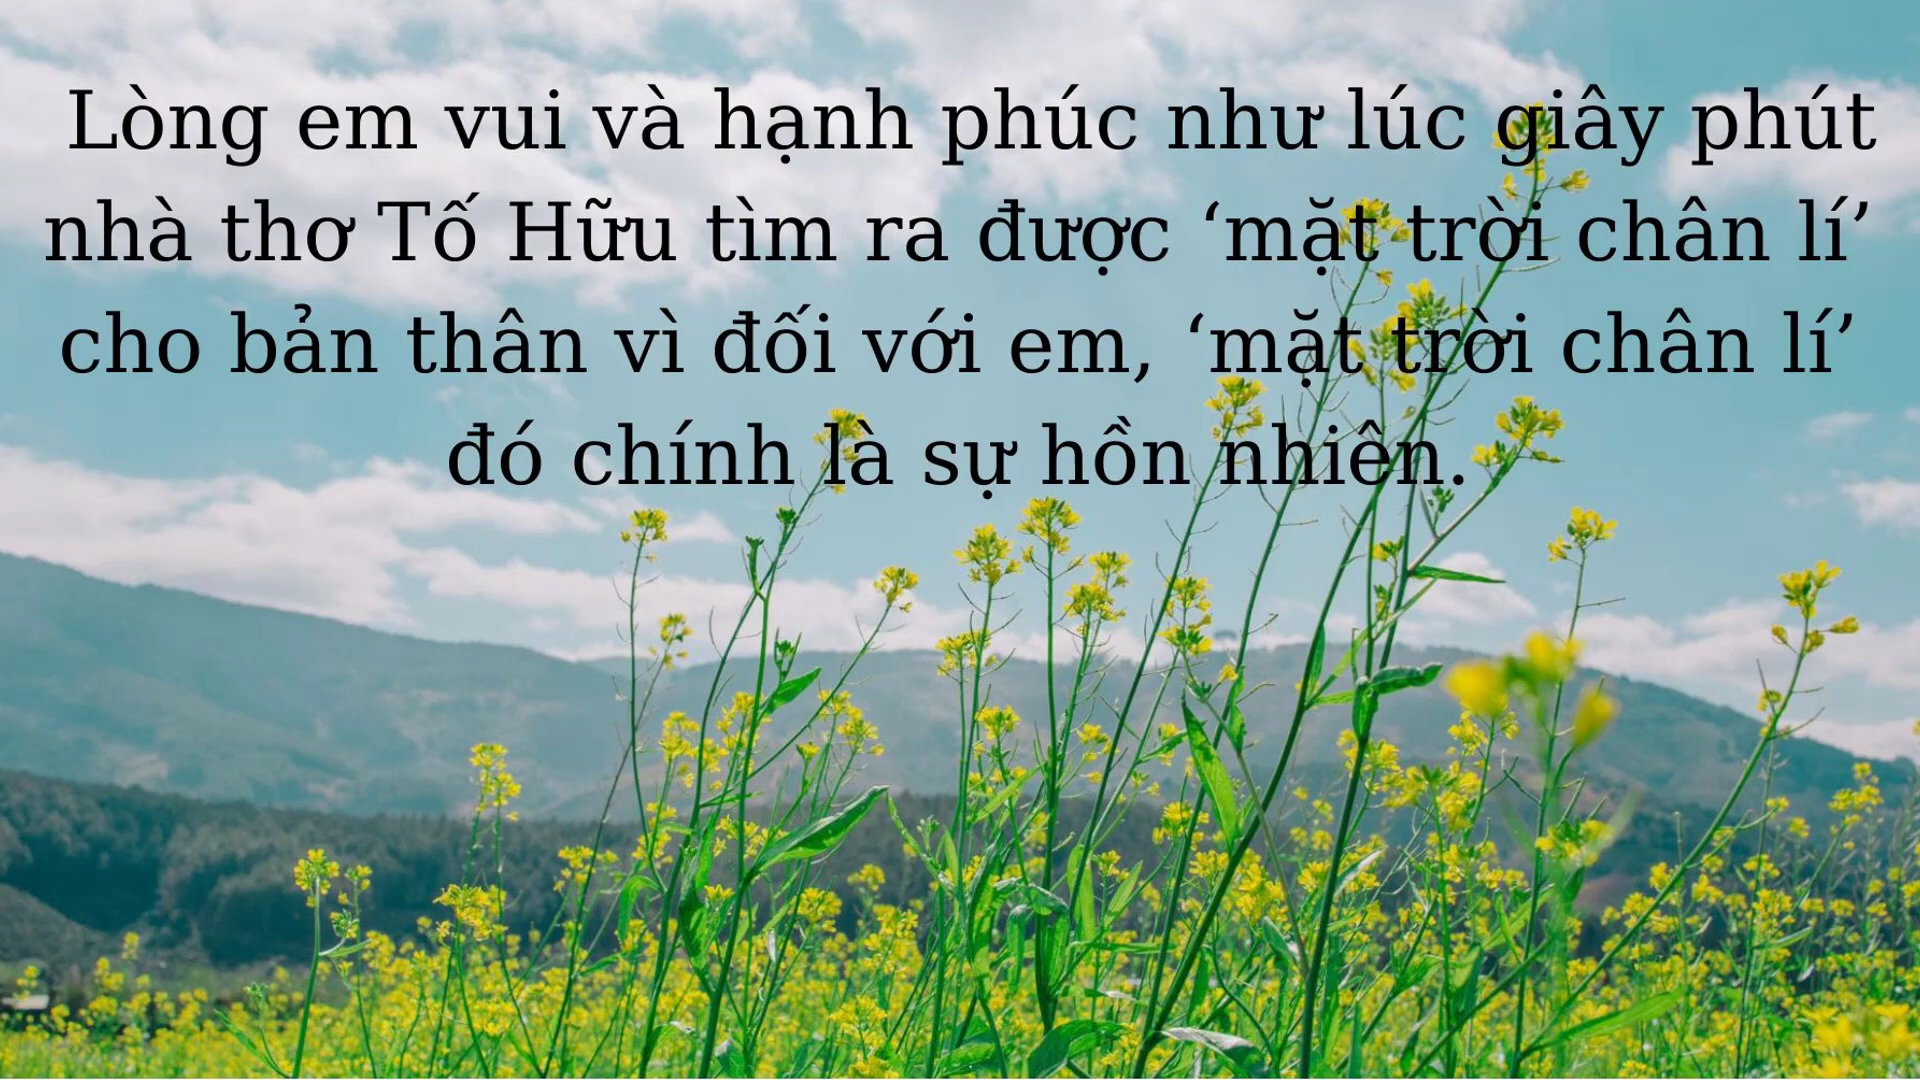 Lòng em vui và hạnh phúc như lúc giây phút
nhà thơ Tố Hữu tìm ra được ‘mặt trời chân lí’
cho bản thân vì đối với em, ‘mặt trời chân lí’
đó chính là sự hồn nhiên.